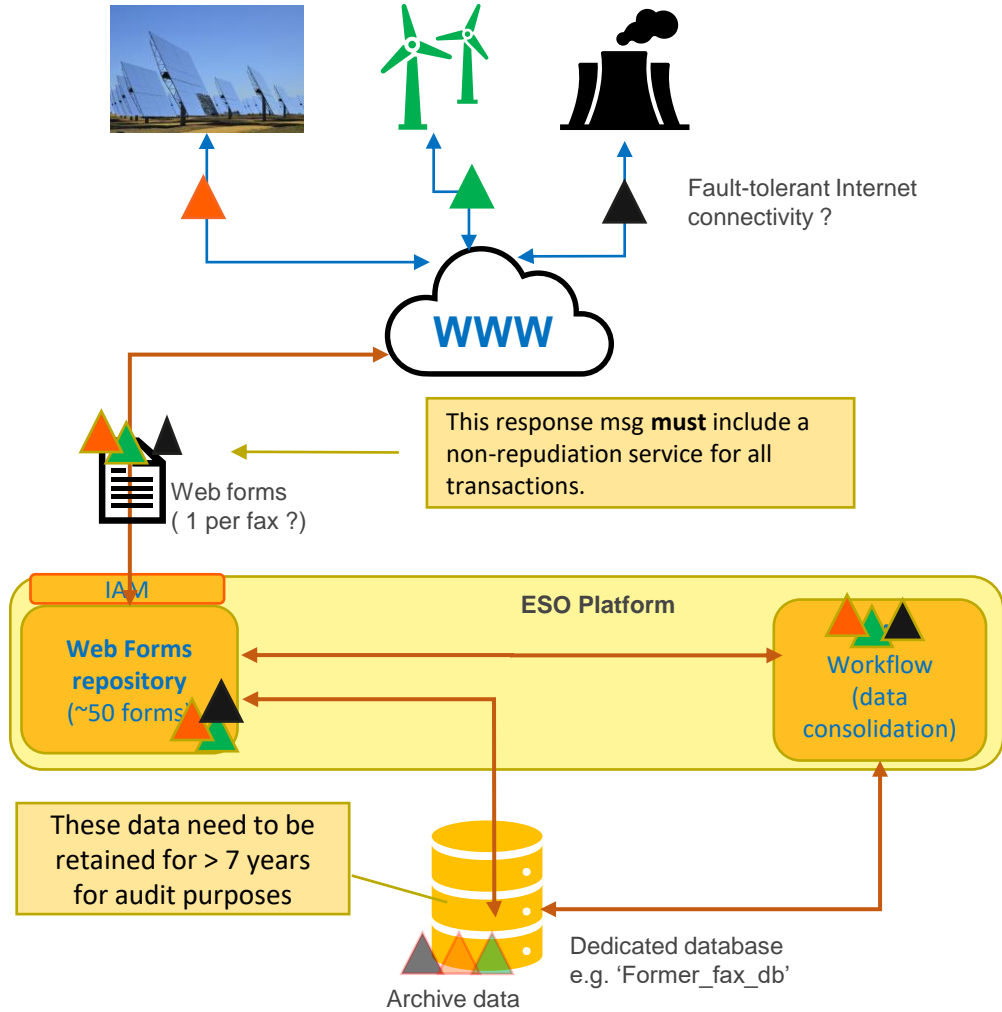 Fault-tolerant Internet
connectivity ?
WWW
This response msg must include a
non-repudiation service for all
transactions.
Web forms
( 1 per fax ?)
IAM
ESO Platform
Web Forms
repository
(~50 forms)
Workflow
(data
consolidation)
These data need to be
retained for > 7 years
for audit purposes
Dedicated database
e.g. ‘Former_fax_db’
Archive data